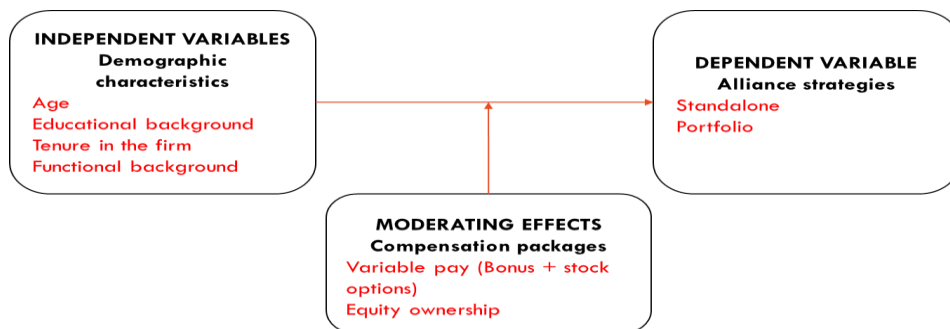 INDEPENDENT VARIABLES
Demographic
characteristics
Age
Educational background
Tenure in the firm
Functional background
DEPENDENT VARIABLE
Alliance strategies
Standalone
Portfolio
MODERATING EFFECTS
Compensation packages
Variable pay (Bonus + stock
options)
Equity ownership